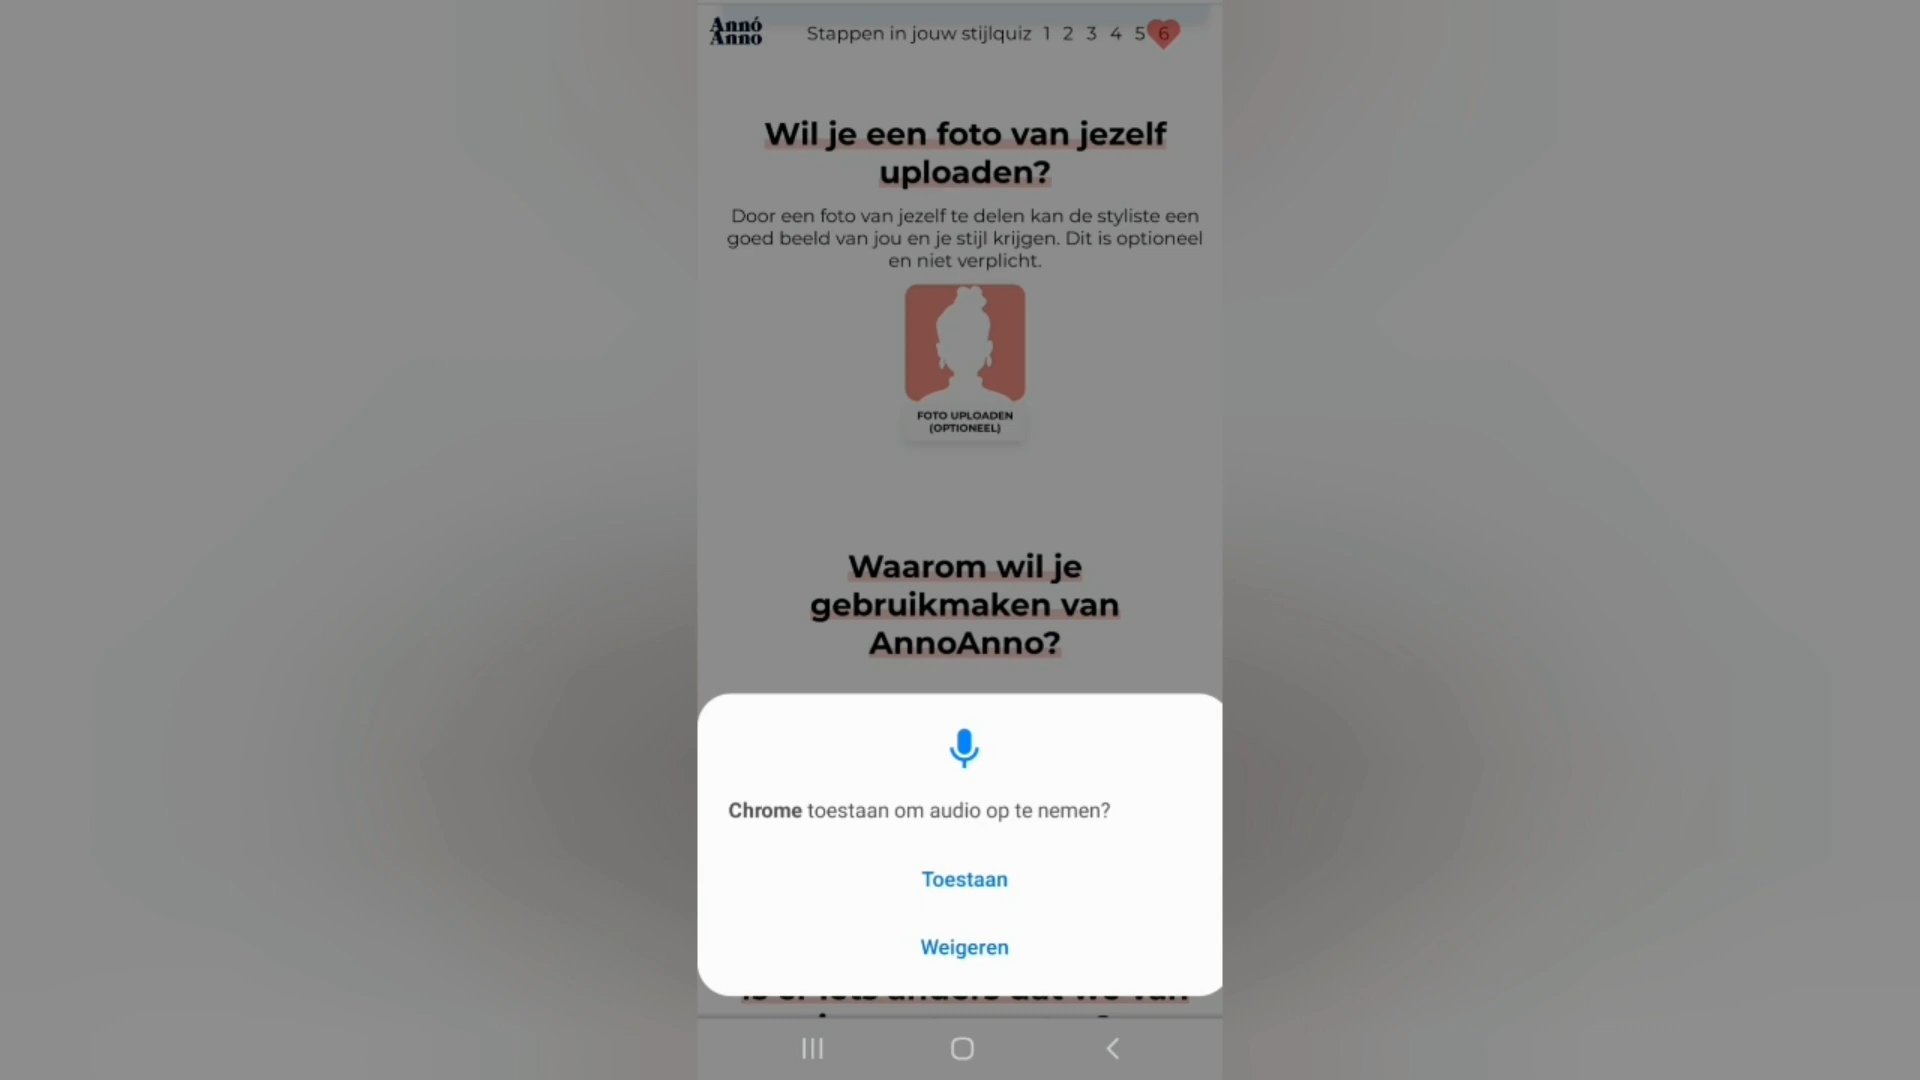 Annó
Anno
Stappen in jouw stijlquiz 1 2 3 4 5 6
Wil je een foto van jezelf
uploaden?
Door een foto van jezelf te delen kan de styliste een
goed beeld van jou en je stijl krijgen. Dit is optioneel
en niet verplicht.
FOTO UPLOADEN
(OPTIONEEL)
Waarom wil je
gebruikmaken van
AnnoAnno?
Chrome toestaan om audio op te nemen?
Toestaan
Weigeren